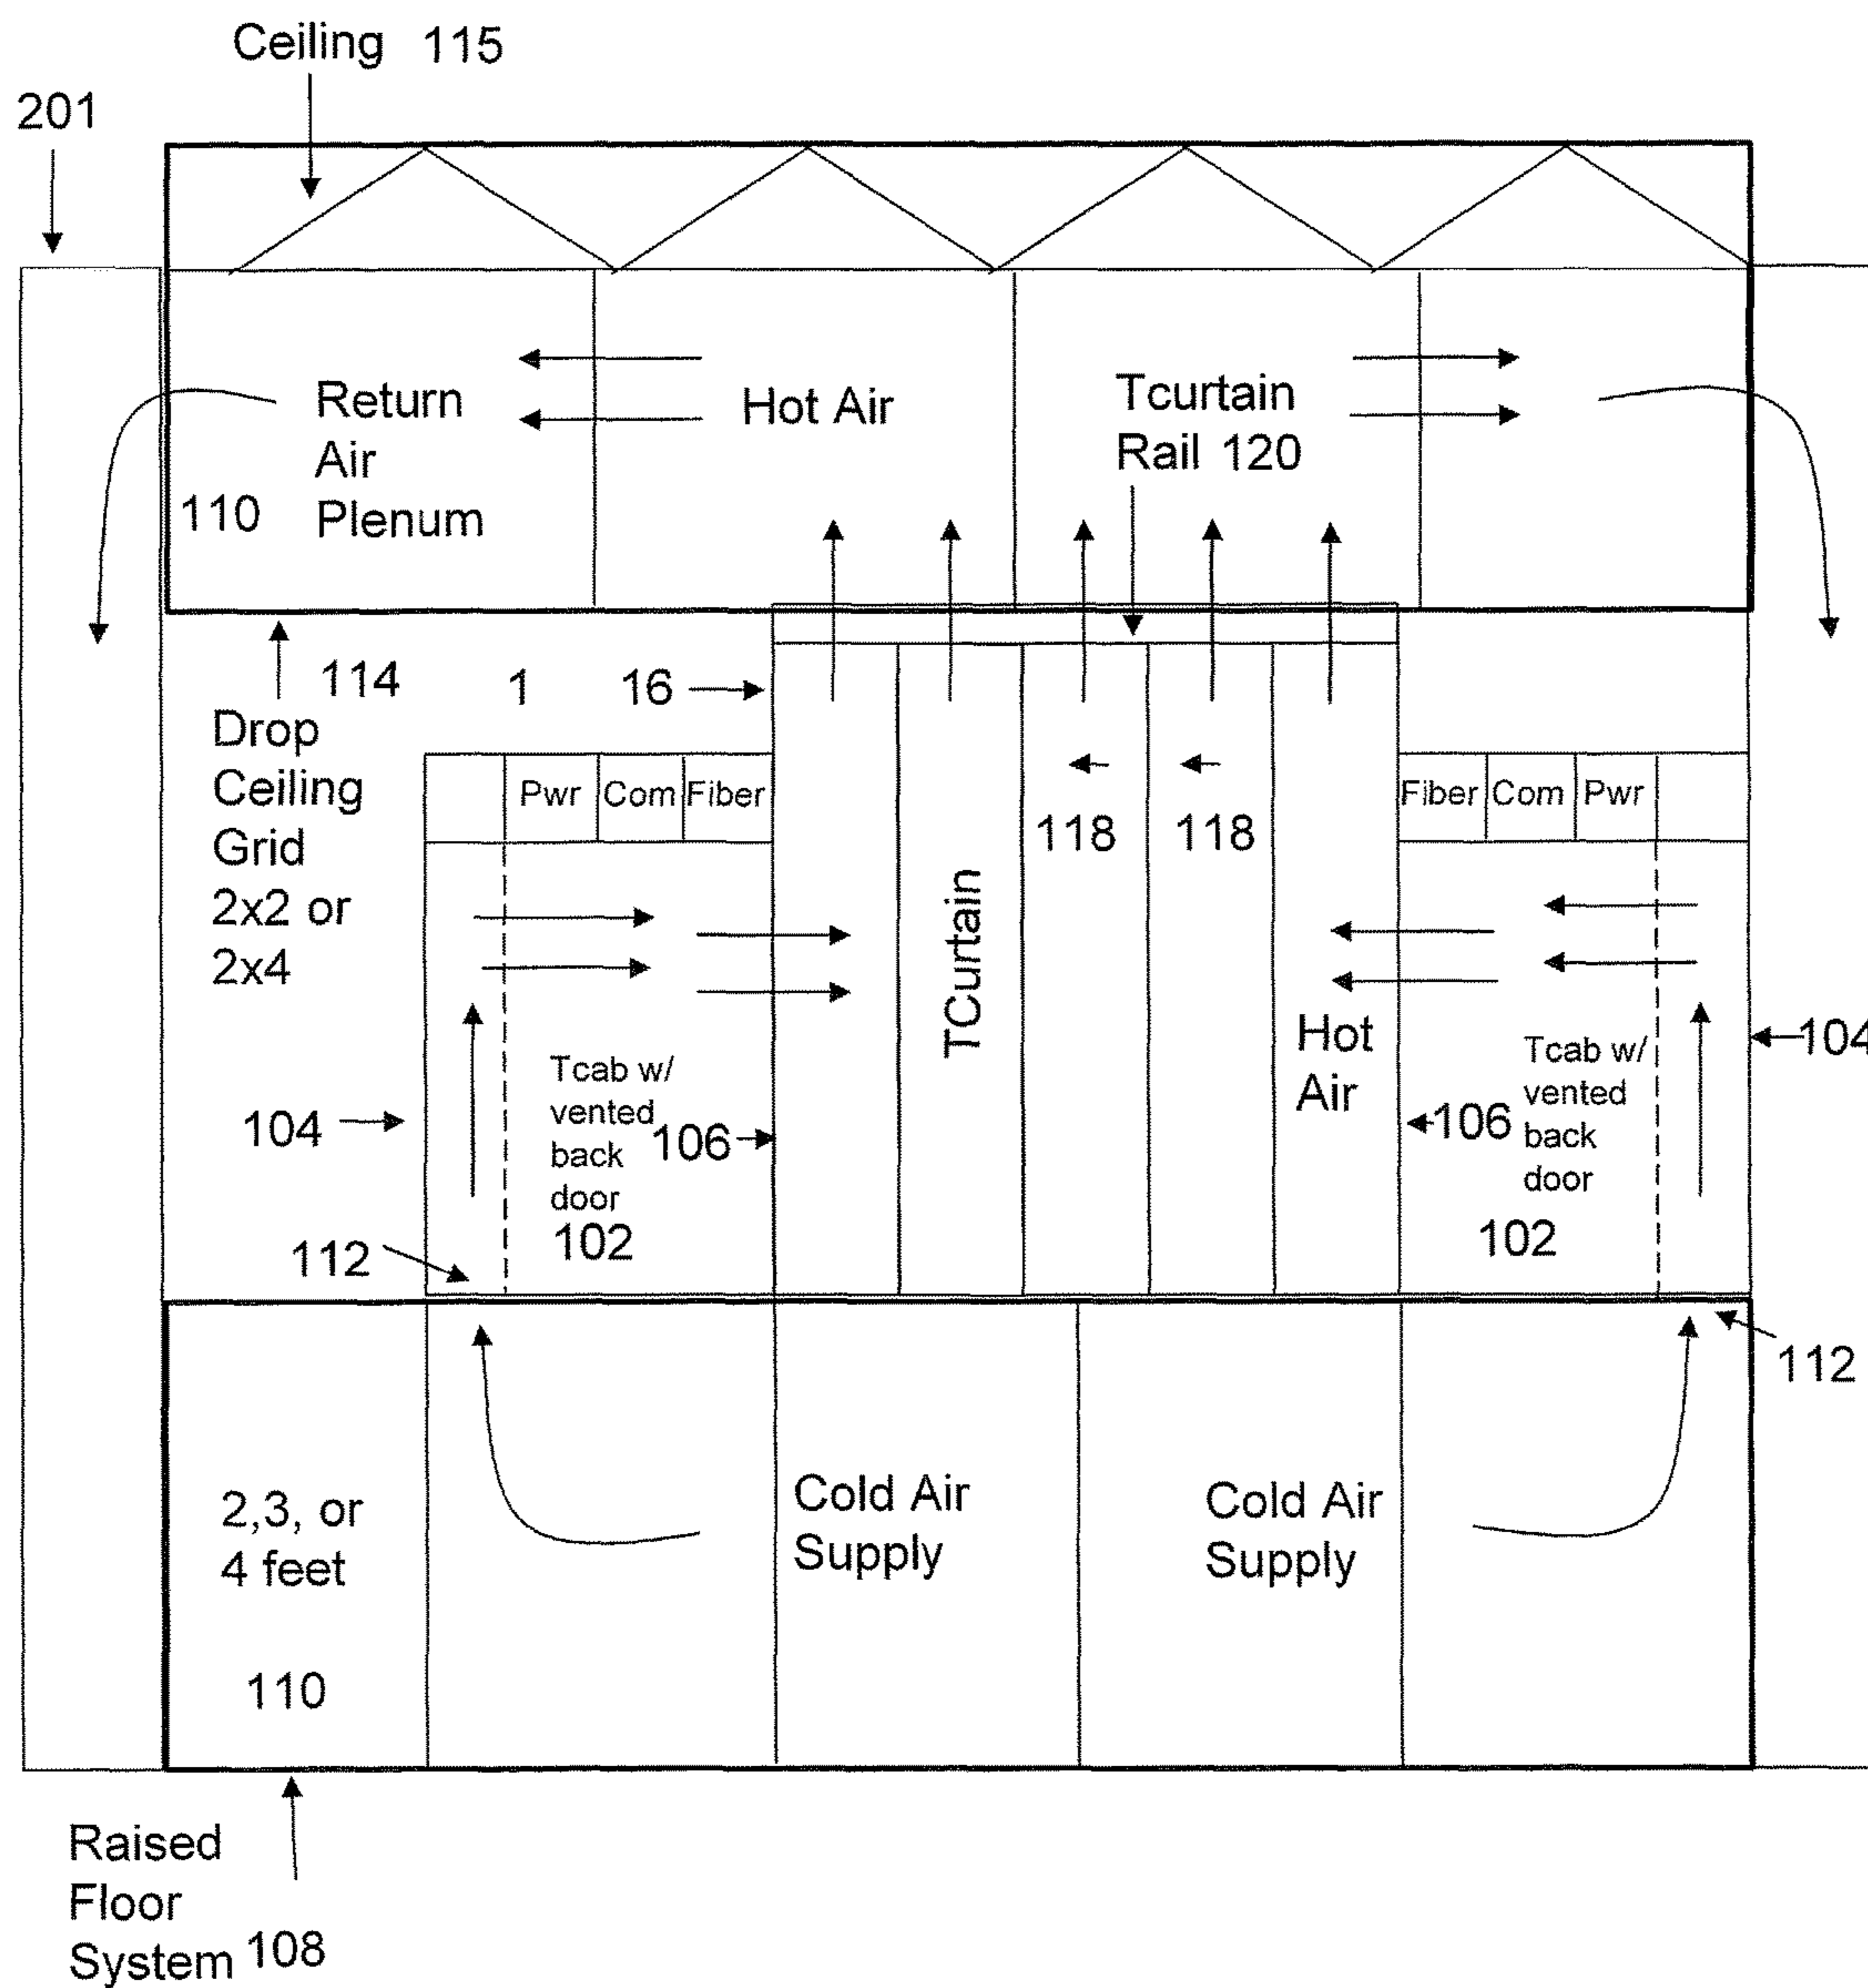 Ceiling 115
201
Return
Air
Plenum
110
Hot Air
Tcurtain
Rail 120
114
Drop
Ceiling
Grid
2x2 or
2x4
1 16
Pwr Com Fiber
Fiber Com Pwr
118 118
TCurtain
Hot
Air
104
Tcab w/
vented
back
door
102
106
112
104
106
Tcab w/
vented
back
door
102
112
2,3, or
4 feet
110
Cold Air
Supply
Cold Air
Supply
Raised
Floor
System 108